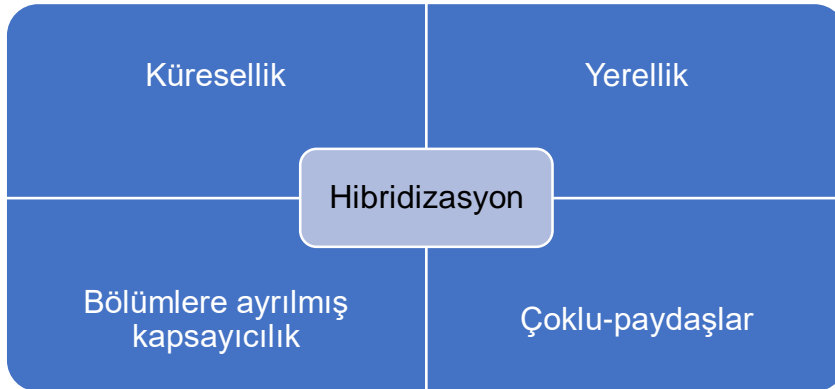 Küresellik
Yerellik
Hibridizasyon
Bölümlere ayrılmış
kapsayıcılık
Çoklu-paydaşlar